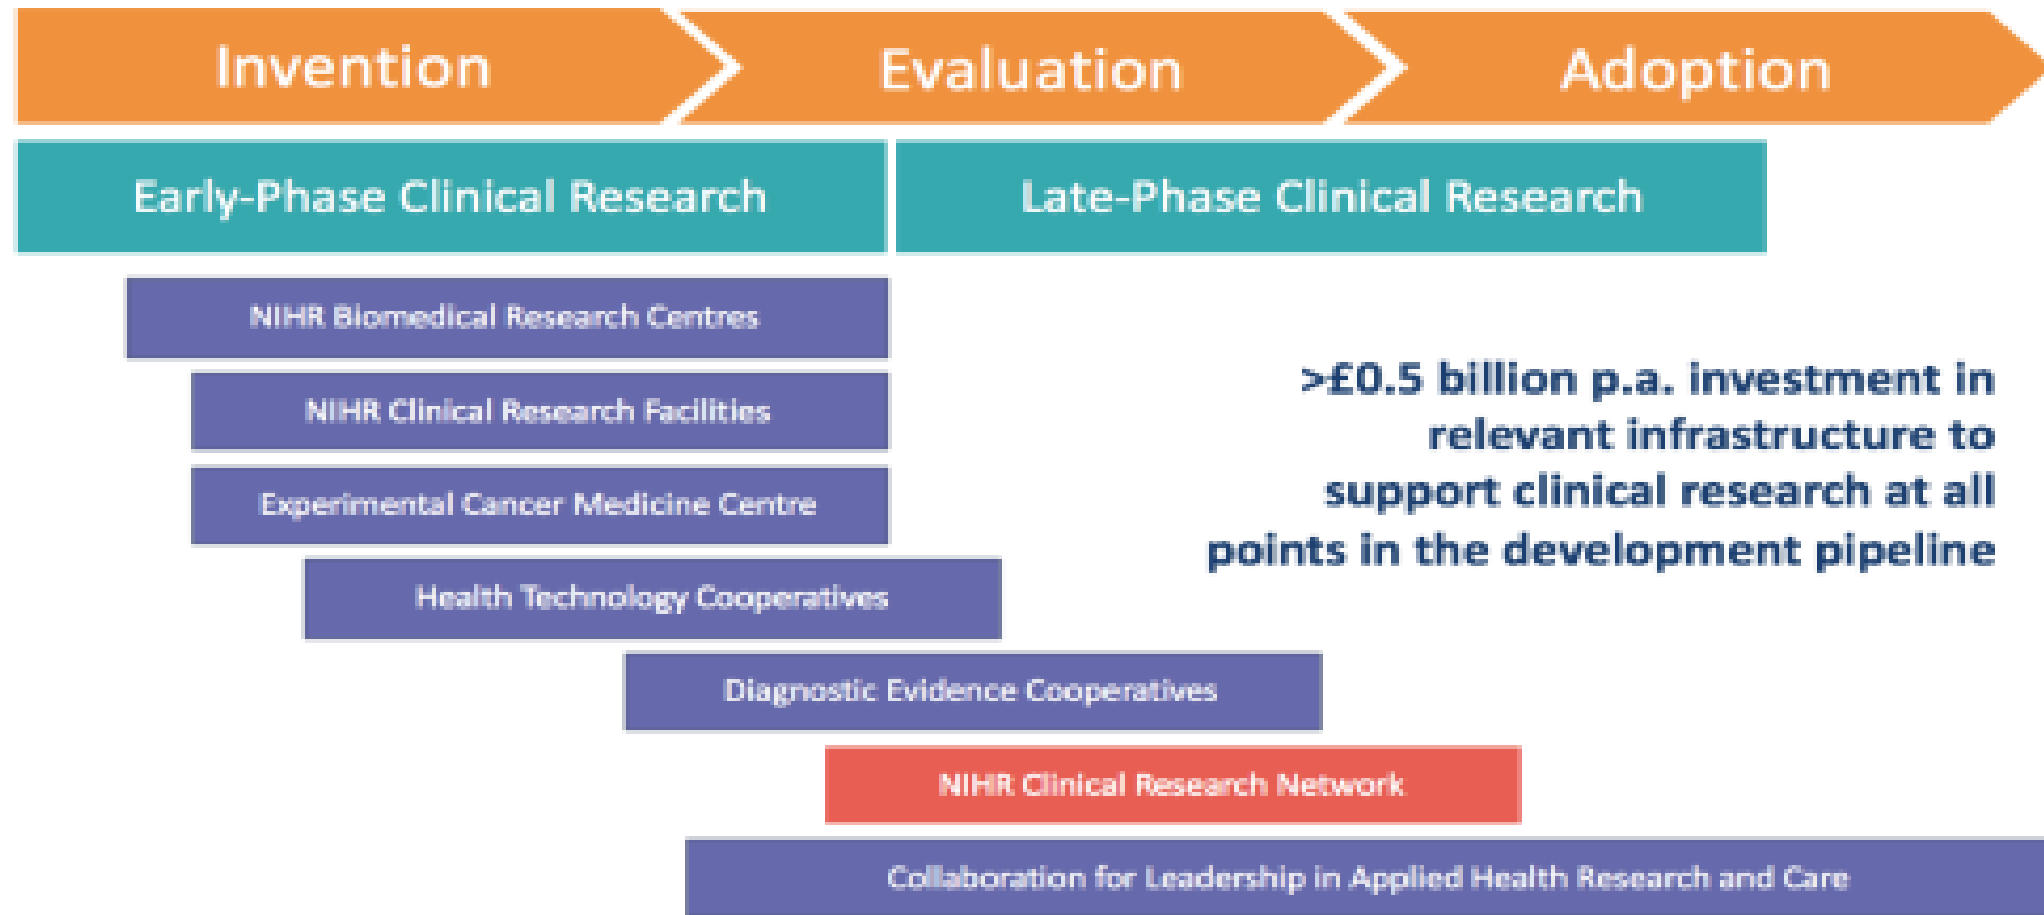 Invention
Evaluation
Adoption
Early-Phase Clinical Research
Late-Phase Clinical Research
NIHR Biomedical Research Centres
NIHR Clinical Research Facilities
Experimental Cancer Medicine Centre
Health Technology Cooperatives
>£0.5 billion p.a. investment in
relevant infrastructure to
support clinical research at all
points in the development pipeline
Diagnostic Evidence Cooperatives
NIHR Clinical Research Network
Collaboration for Leadership in Applied Health Research and Care